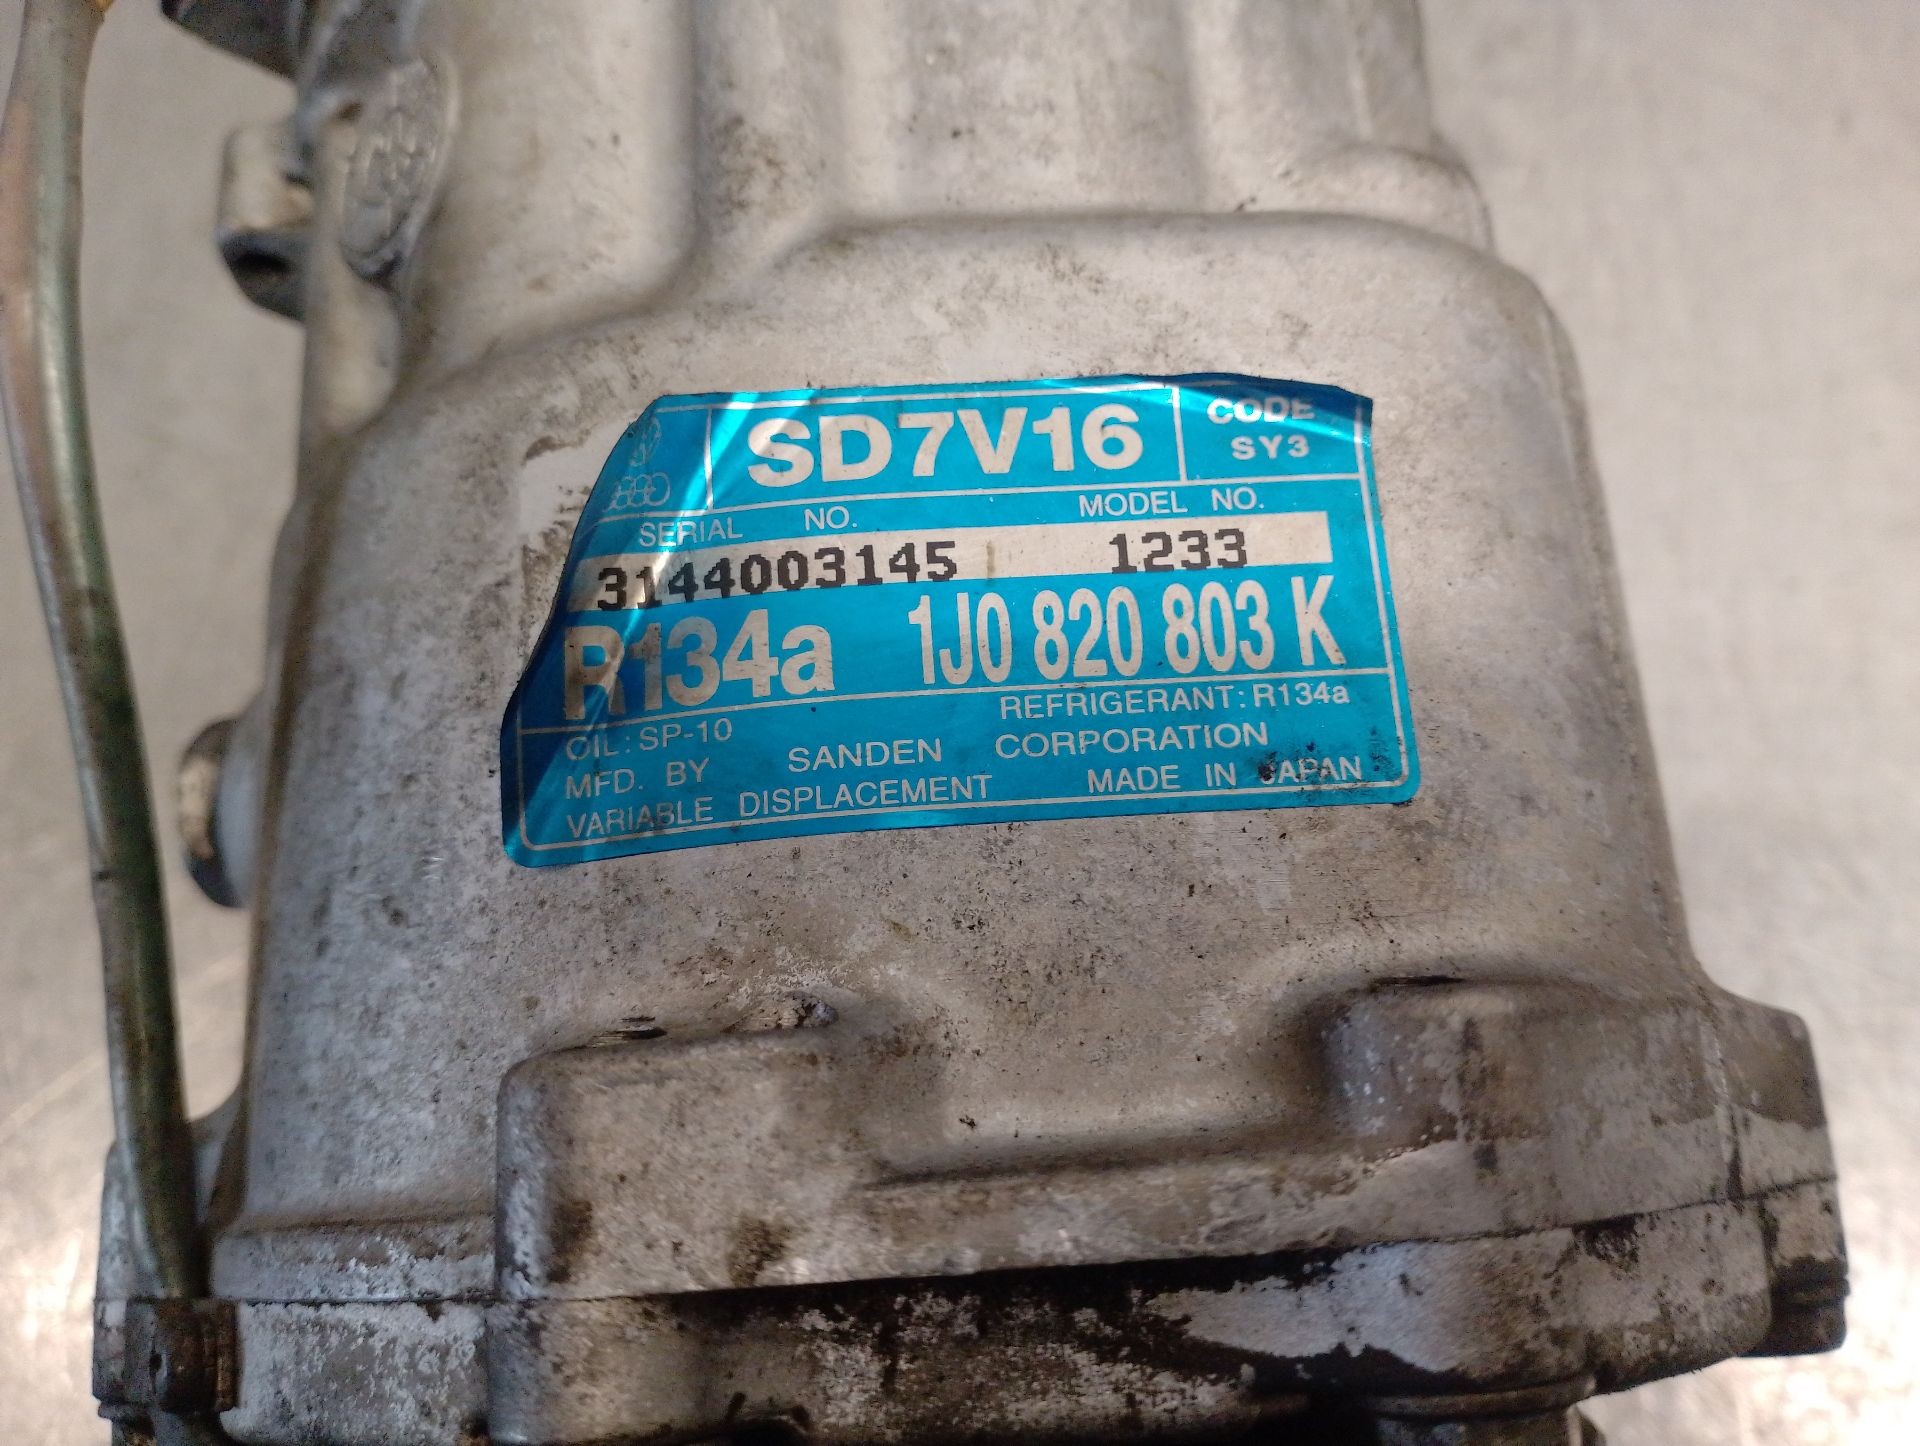 SD7V16
CODE
SY3
SERIAL NO. MODEL NO.
3144003145 1233
R134a 1J0 820 803 K
OIL: SP-10 REFRIGERANT: R134a
MFD. BY SANDEN CORPORATION
VARIABLE DISPLACEMENT MADE IN JAPAN